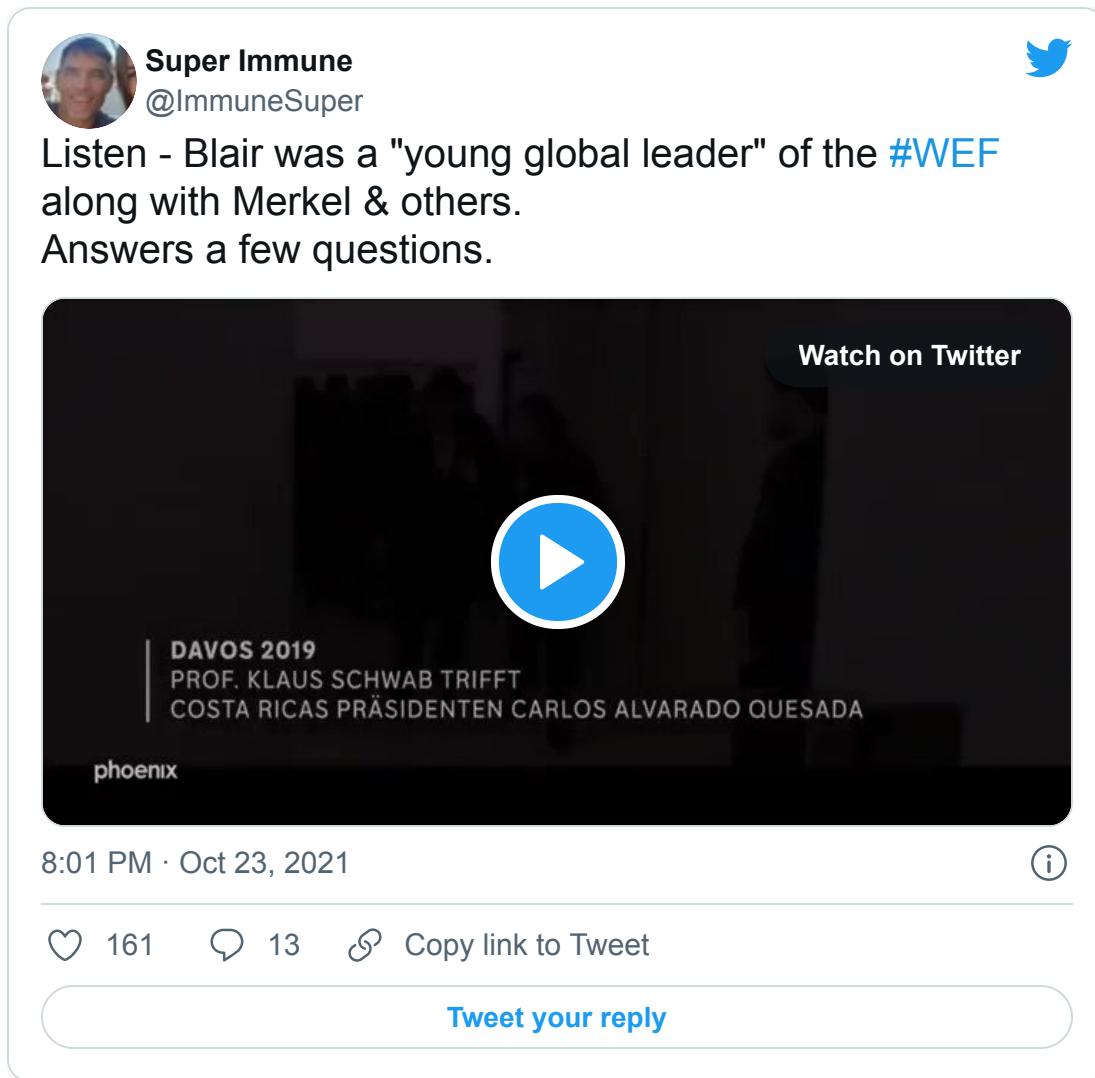 Super Immune
@ImmuneSuper
Listen - Blair was a "young global leader" of the #WEF
along with Merkel & others.
Answers a few questions.
Watch on Twitter
DAVOS 2019
PROF. KLAUS SCHWAB TRIFFT
COSTA RICAS PRÄSIDENTEN CARLOS ALVARADO QUESADA
phoenix
8:01 PM · Oct 23, 2021
161 13 Copy link to Tweet
Tweet your reply